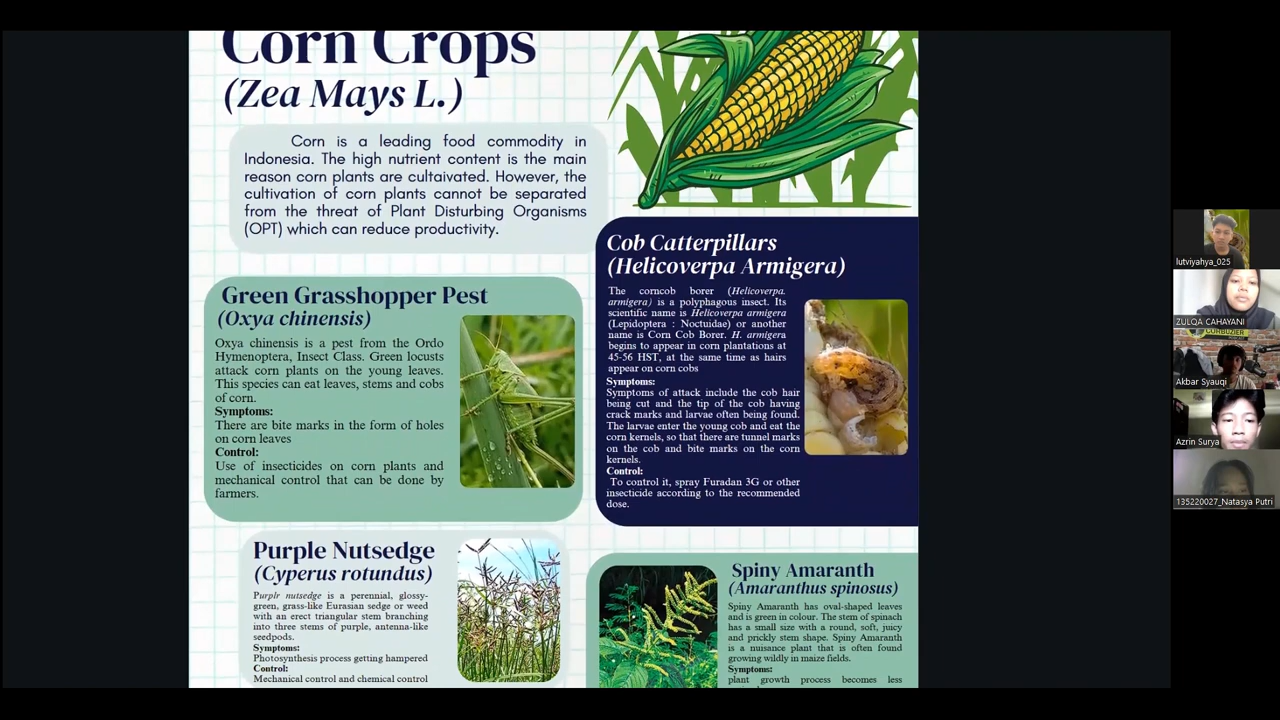 Corn Crops
(Zea Mays L.)
Corn is a leading food commodity in
Indonesia. The high nutrient content is the main
reason corn plants are cultaivated. However, the
cultivation of corn plants cannot be separated
from the threat of Plant Disturbing Organisms
(OPT) which can reduce productivity.
Green Grasshopper Pest
(Oxya chinensis)
Oxya chinensis is a pest from the Ordo
Hymenoptera, Insect Class. Green locusts
attack corn plants on the young leaves.
This species can eat leaves, stems and cobs
of corn.
Symptoms:
There are bite marks in the form of holes
on corn leaves
Control:
Use of insecticides on corn plants and
mechanical control that can be done by
farmers.
Cob Catterpillars
(Helicoverpa Armigera)
The corncob borer (Helicoverpa.
armigera) is a polyphagous insect. Its
scientific name is Helicoverpa armigera
(Lepidoptera : Noctuidae) or another
name is Corn Cob Borer. H. armigera
begins to appear in corn plantations at
45-56 HST, at the same time as hairs
appear on corn cobs
Symptoms:
Symptoms of attack include the cob hair
being cut and the tip of the cob having
crack marks and larvae often being found.
The larvae enter the young cob and eat the
corn kernels, so that there are tunnel marks
on the cob and bite marks on the corn
kernels.
Control:
To control it, spray Furadan 3G or other
insecticide according to the recommended
dose.
Purple Nutsedge
(Cyperus rotundus)
Purplr nutsedge is a perennial, glossy-
green, grass-like Eurasian sedge or weed
with an erect triangular stem branching
into three stems of purple, antenna-like
seedpods.
Symptoms:
Photosynthesis process getting hampered
Control:
Mechanical control and chemical control
Spiny Amaranth
(Amaranthus spinosus)
Spiny Amaranth has oval-shaped leaves
and is green in colour. The stem of spinach
has a small size with a round, soft, juicy
and prickly stem shape. Spiny Amaranth
is a nuisance plant that is often found
growing wildly in maize fields.
Symptoms:
plant growth process becomes less
lutviyahya_025
ZULQA CAHAYANI
CORBUZIER
Akbar Syauqi
Azrin Surya
135220027_Natasya Putri